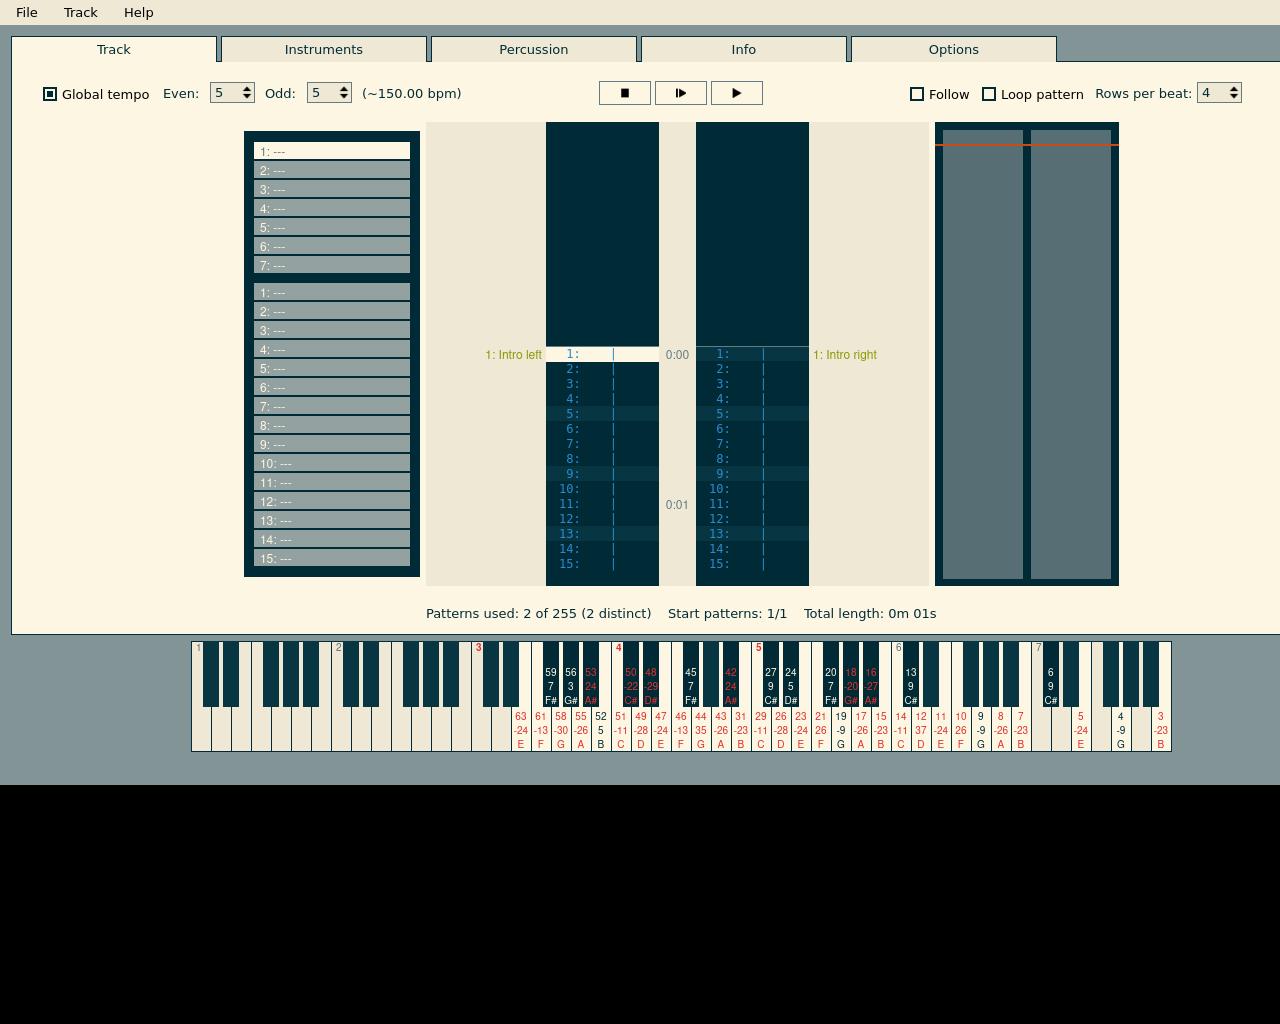 File Track Help
Track Instruments Percussion Info Options
Global tempo Even: 5 Odd: 5 (~150.00 bpm) Follow Loop pattern Rows per beat: 4
1: ---
2: ---
3: ---
4: ---
5: ---
6: ---
7: ---
1: ---
2: ---
3: ---
4: ---
5: ---
6: ---
7: ---
8: ---
9: ---
10: ---
11: ---
12: ---
13: ---
14: ---
15: ---
1: Intro left 1: | 0:00 1: | 1: Intro right
2: | 2: |
3: | 3: |
4: | 4: |
5: | 5: |
6: | 6: |
7: | 7: |
8: | 8: |
9: | 9: |
10: | 10: |
11: | 0:01 11: |
12: | 12: |
13: | 13: |
14: | 14: |
15: | 15: |
Patterns used: 2 of 255 (2 distinct) Start patterns: 1/1 Total length: 0m 01s
1 2 3 4 5 6 7
59 56 53 50 48 45 42 27 24 20 18 16 13 6
7 3 24 -22 -29 7 24 9 5 7 -20 -27 9 9
F# G# A# C# D# F# A# C# D# F# G# A# C# C#
63 61 58 55 52 51 49 47 46 44 43 31 29 26 23 21 19 17 15 14 12 11 10 9 8 7 5 4 3
-24 -13 -30 -26 5 -11 -28 -24 -13 35 -26 -23 -11 -28 -24 26 -9 -26 -23 -11 37 -24 26 -9 -26 -23 -24 -9 -23
E F G A B C D E F G A B C D E F G A B C D E F G A B E G B